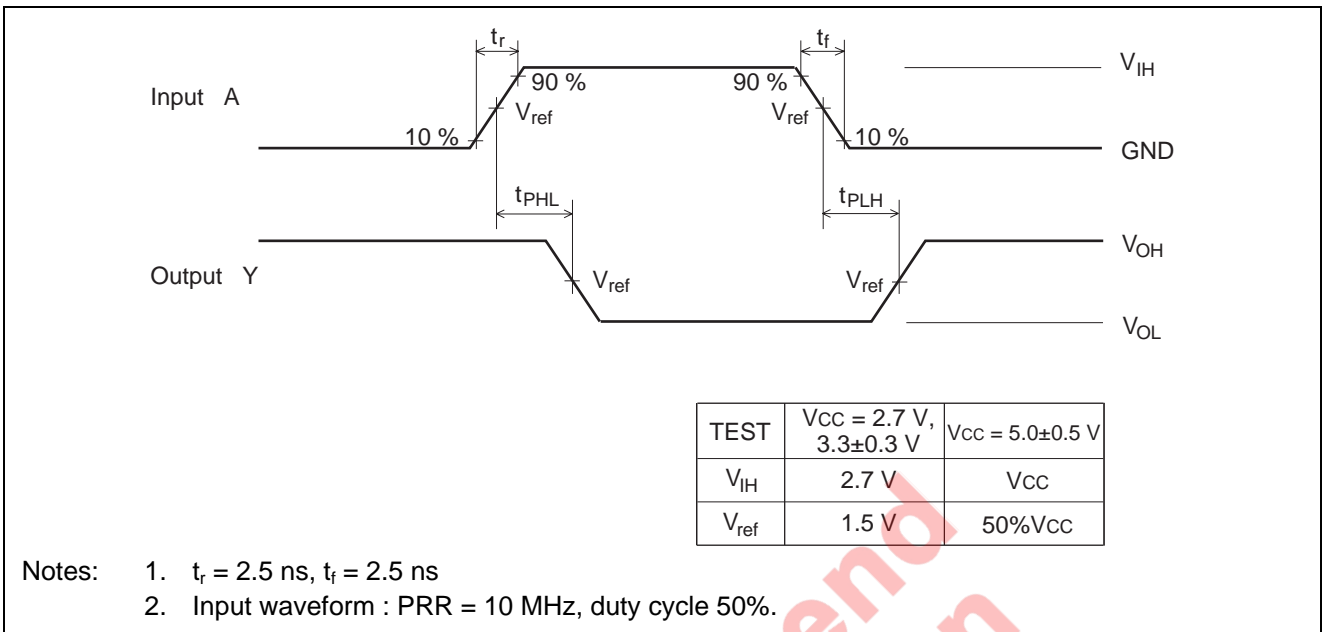 tr tf
VIH
90 % 90 %
Input A
Vref Vref
10 % 10 %
GND
tPHL tPLH
VOH
Output Y
Vref Vref
VOL
TEST VCC = 2.7 V, 3.3±0.3 V VCC = 5.0±0.5 V
VIH 2.7 V VCC
Vref 1.5 V 50%VCC
Notes: 1. tr = 2.5 ns, tf = 2.5 ns
2. Input waveform : PRR = 10 MHz, duty cycle 50%.
end